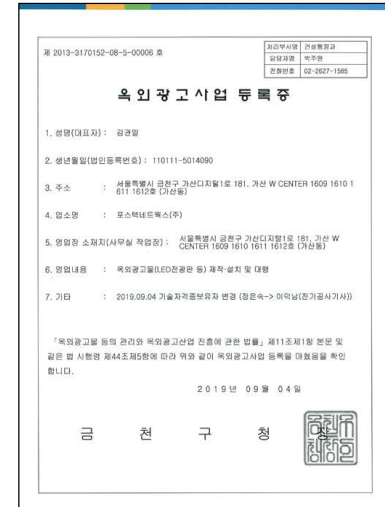 제 2013-3170152-08-5-00006 호
처리부서명 건설행정과
담당자명 박주원
전화번호 02-2627-1585
옥외광고사업 등록증
1. 성명(대표자) : 김권일
2. 생년월일(법인등록번호) : 110111-5014090
3. 주소 : 서울특별시 금천구 가산디지털1로 181, 가산 W CENTER 1609 1610 1
611 1612호 (가산동)
4. 업소명 : 포스텍네트웍스(주)
5. 영업장 소재지(사무실 작업장) : 서울특별시 금천구 가산디지털1로 181, 가산 W
CENTER 1609 1610 1611 1612호 (가산동)
6. 영업내용 : 옥외광고물(LED전광판 등) 제작·설치 및 대행
7. 기타 : 2019.09.04 기술자격증보유자 변경 (정은숙-> 이덕남(전기공사기사))
「옥외광고물 등의 관리와 옥외광고산업 진흥에 관한 법률」 제11조제1항 본문 및
같은 법 시행령 제44조제5항에 따라 위와 같이 옥외광고사업 등록을 마쳤음을 확인
합니다.
2019년 09월 04일
금 천 구 청 장